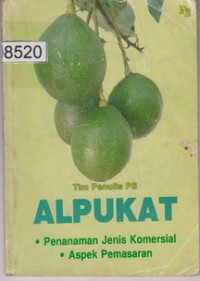 8520
Tim Penulis PS
ALPUKAT
• Penanaman Jenis Komersial
• Aspek Pemasaran